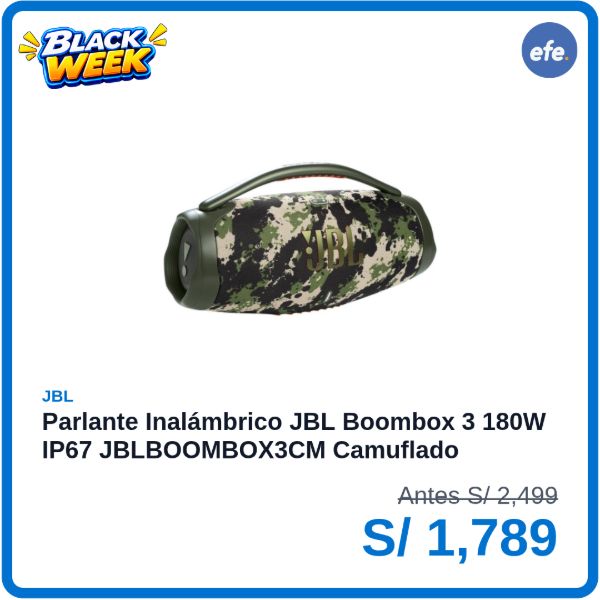 BLACK
WEEK
efe.
JBL
JBL
Parlante Inalámbrico JBL Boombox 3 180W
IP67 JBLBOOMBOX3CM Camuflado
Antes S/ 2,499
S/ 1,789